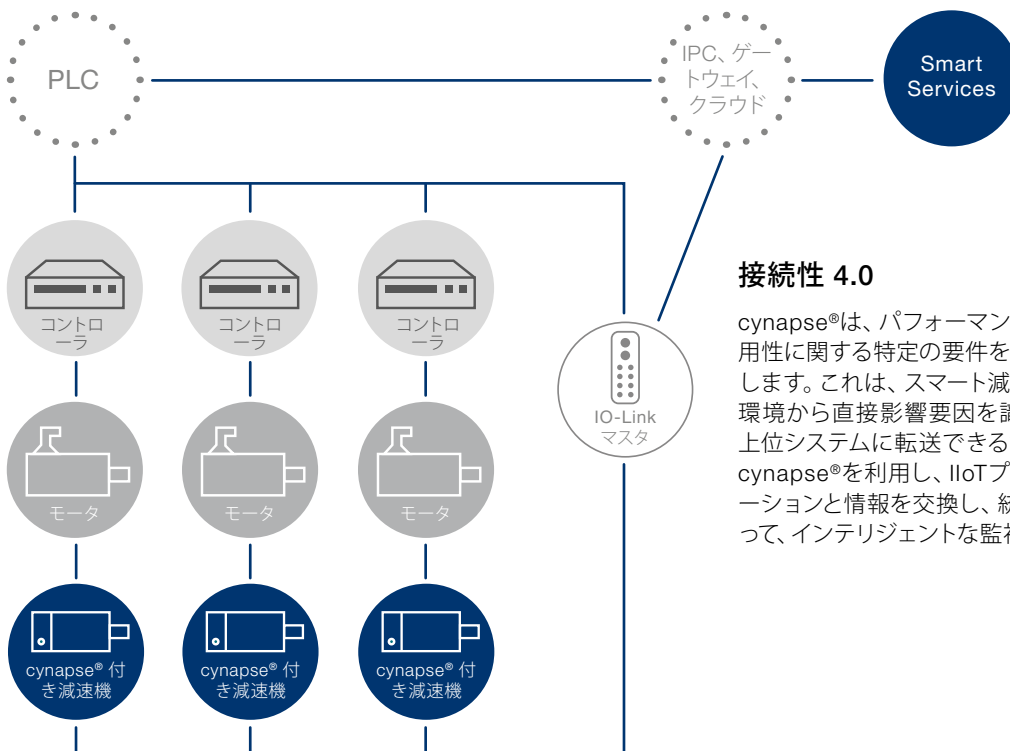 PLC
IPC、ゲー
トウェイ、
クラウド
Smart
Services
コントロ
ーラ
コントロ
ーラ
コントロ
ーラ
IO-Link
マスタ
モータ
モータ
モータ
cynapse® 付
き減速機
cynapse® 付
き減速機
cynapse® 付
き減速機
接続性 4.0
cynapse®は、パフォーマン
用性に関する特定の要件を
します。これは、スマート減
環境から直接影響要因を
上位システムに転送できる
cynapse®を利用し、IIoTプ
ーションと情報を交換し、
って、インテリジェントな監